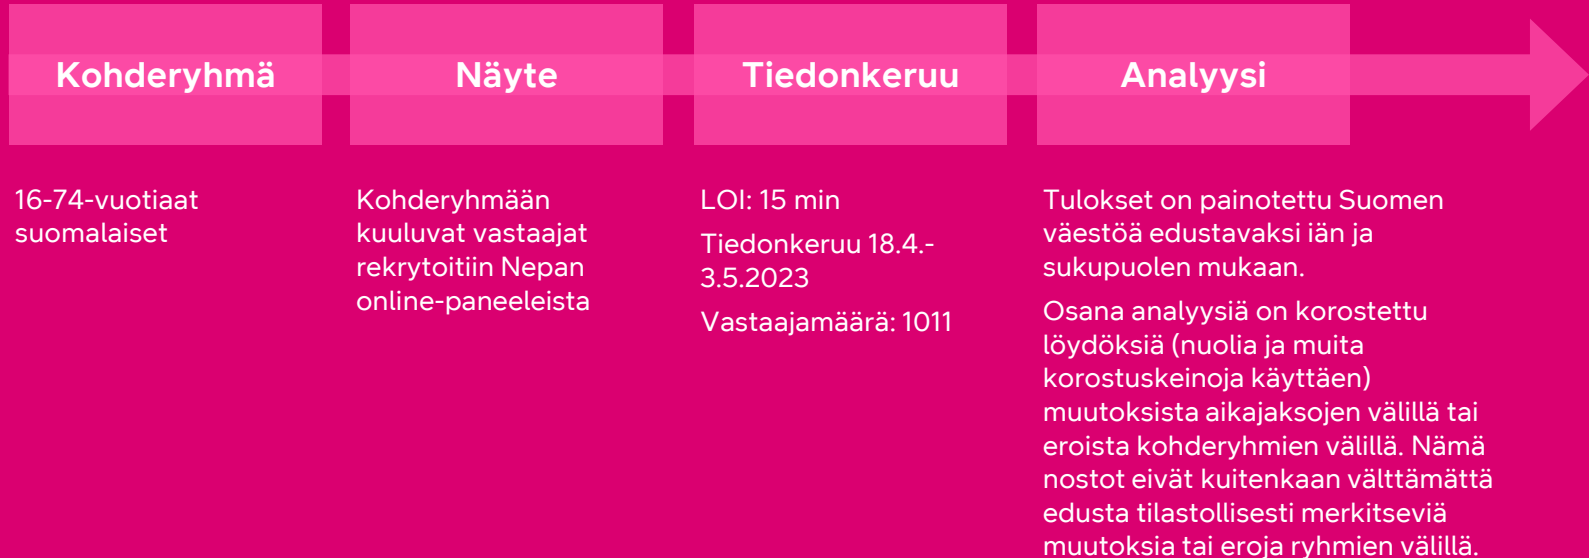 Kohderyhmä
Näyte
Tiedonkeruu
Analyysi
16-74-vuotiaat
suomalaiset
Kohderyhmään
kuuluvat vastaajat
rekrytoitiin Nepan
online-paneeleista
LOI: 15 min
Tiedonkeruu 18.4.-
3.5.2023
Vastaajamäärä: 1011
Tulokset on painotettu Suomen
väestöä edustavaksi iän ja
sukupuolen mukaan.
Osana analyysiä on korostettu
löydöksiä (nuolia ja muita
korostuskeinoja käyttäen)
muutoksista aikajaksojen välillä tai
eroista kohderyhmien välillä. Nämä
nostot eivät kuitenkaan välttämättä
edusta tilastollisesti merkitseviä
muutoksia tai eroja ryhmien välillä.